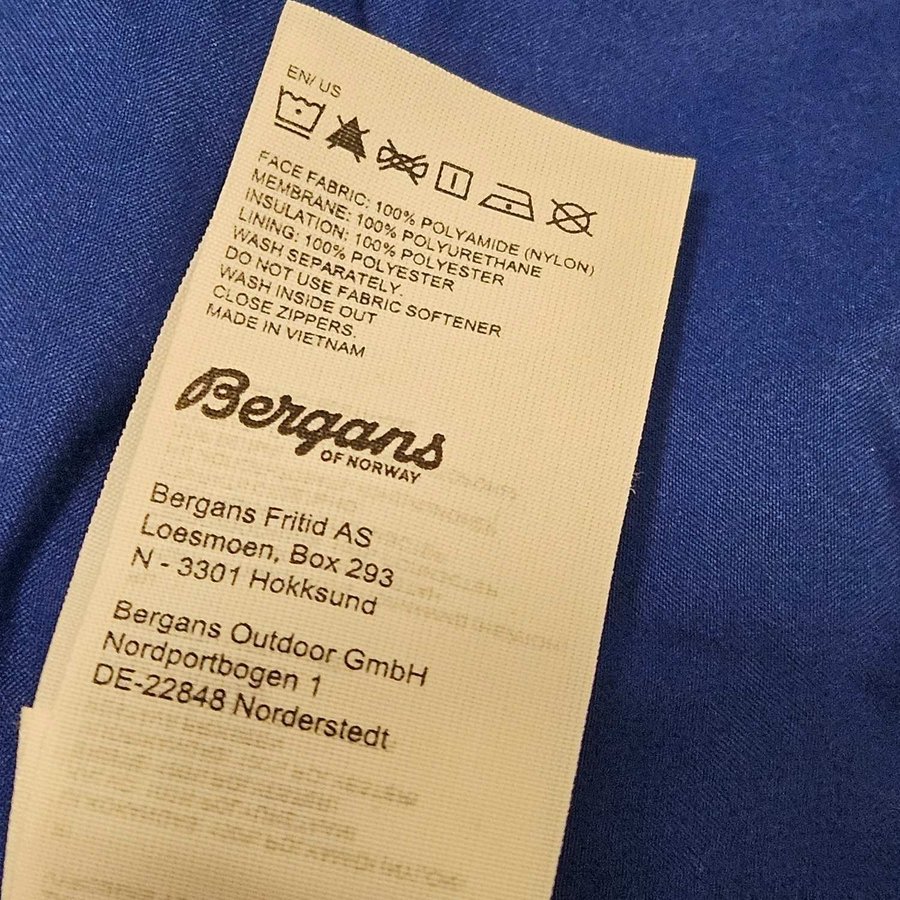 EN/ US
FACE FABRIC: 100% POLYAMIDE (NYLON)
MEMBRANE: 100% POLYURETHANE
INSULATION: 100% POLYESTER
LINING: 100% POLYESTER
WASH SEPARATELY.
DO NOT USE FABRIC SOFTENER
WASH INSIDE OUT
CLOSE ZIPPERS.
MADE IN VIETNAM
Bergans
OF NORWAY
Bergans Fritid AS
Loesmoen, Box 293
N - 3301 Hokksund
Bergans Outdoor GmbH
Nordportbogen 1
DE-22848 Norderstedt